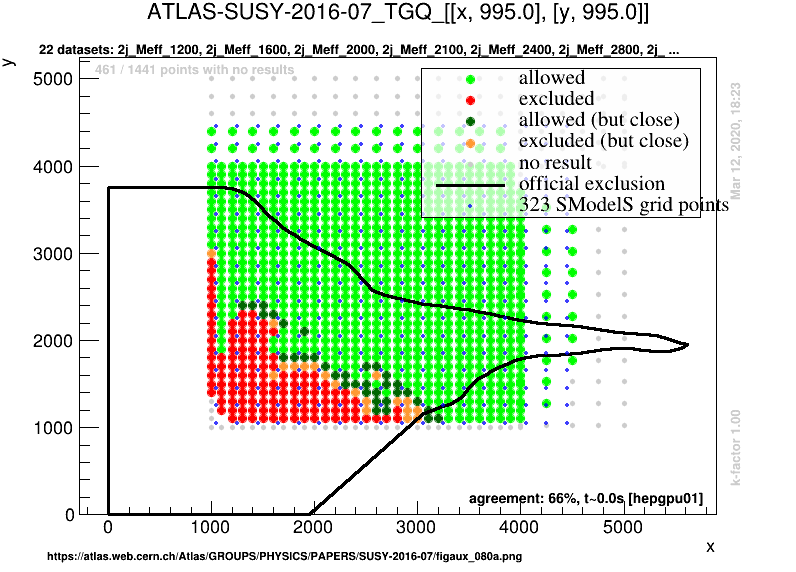 ATLAS-SUSY-2016-07_TGQ_[[x, 995.0], [y, 995.0]]
22 datasets: 2j_Meff_1200, 2j_Meff_1600, 2j_Meff_2000, 2j_Meff_2100, 2j_Meff_2400, 2j_Meff_2800, 2j_ ...
y
461 / 1441 points with no results
allowed
excluded
allowed (but close)
excluded (but close)
no result
official exclusion
323 SModelS grid points
5000
4000
3000
2000
1000
0
Mar 12, 2020, 18:23
k-factor 1.00
agreement: 66%, t~0.0s [hepgpu01]
0 1000 2000 3000 4000 5000
x
https://atlas.web.cern.ch/Atlas/GROUPS/PHYSICS/PAPERS/SUSY-2016-07/figaux_080a.png